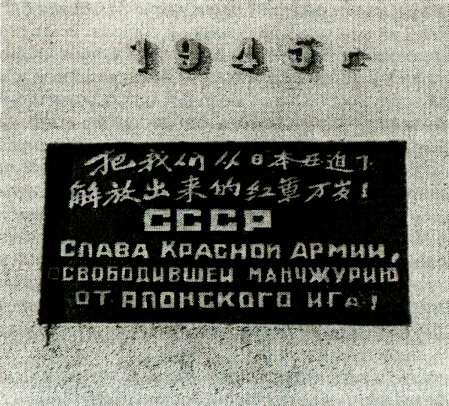 1945 г
把我们从日本压迫下
解放出来的红军万岁!
СССР
СЛАВА КРАСНОЙ АРМИИ,
ОСВОБОДИВШЕЙ МАНЧЖУРИЮ
ОТ ЯПОНСКОГО ИГА!